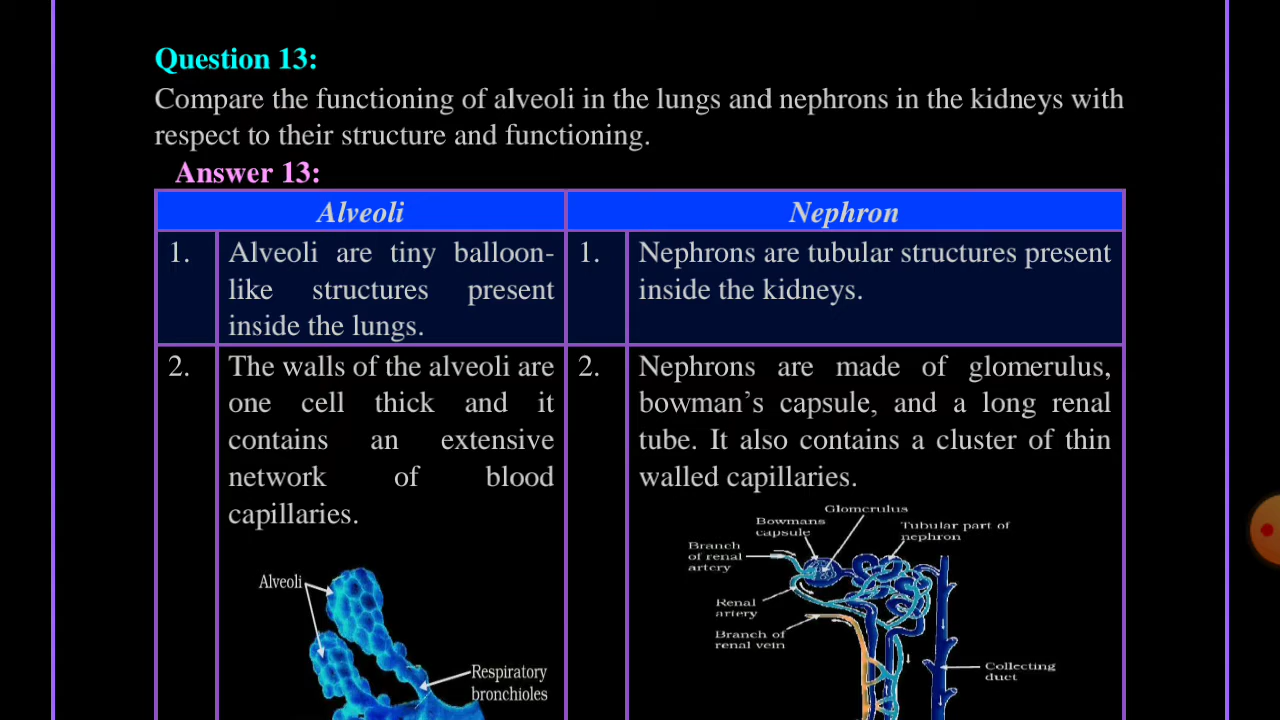 Question 13:
Compare the functioning of alveoli in the lungs and nephrons in the kidneys with
respect to their structure and functioning.
Answer 13:
Alveoli
Nephron
1.
Alveoli are tiny balloon-
like structures present
inside the lungs.
1.
Nephrons are tubular structures present
inside the kidneys.
2.
The walls of the alveoli are
one cell thick and it
contains an extensive
network of blood
capillaries.
2.
Nephrons are made of glomerulus,
bowman’s capsule, and a long renal
tube. It also contains a cluster of thin
walled capillaries.
Alveoli
Respiratory
bronchioles
Glomerulus
Bowmans
capsule
Tubular part of
nephron
Branch
of renal
artery
Renal
artery
Branch of
renal vein
Collecting
duct